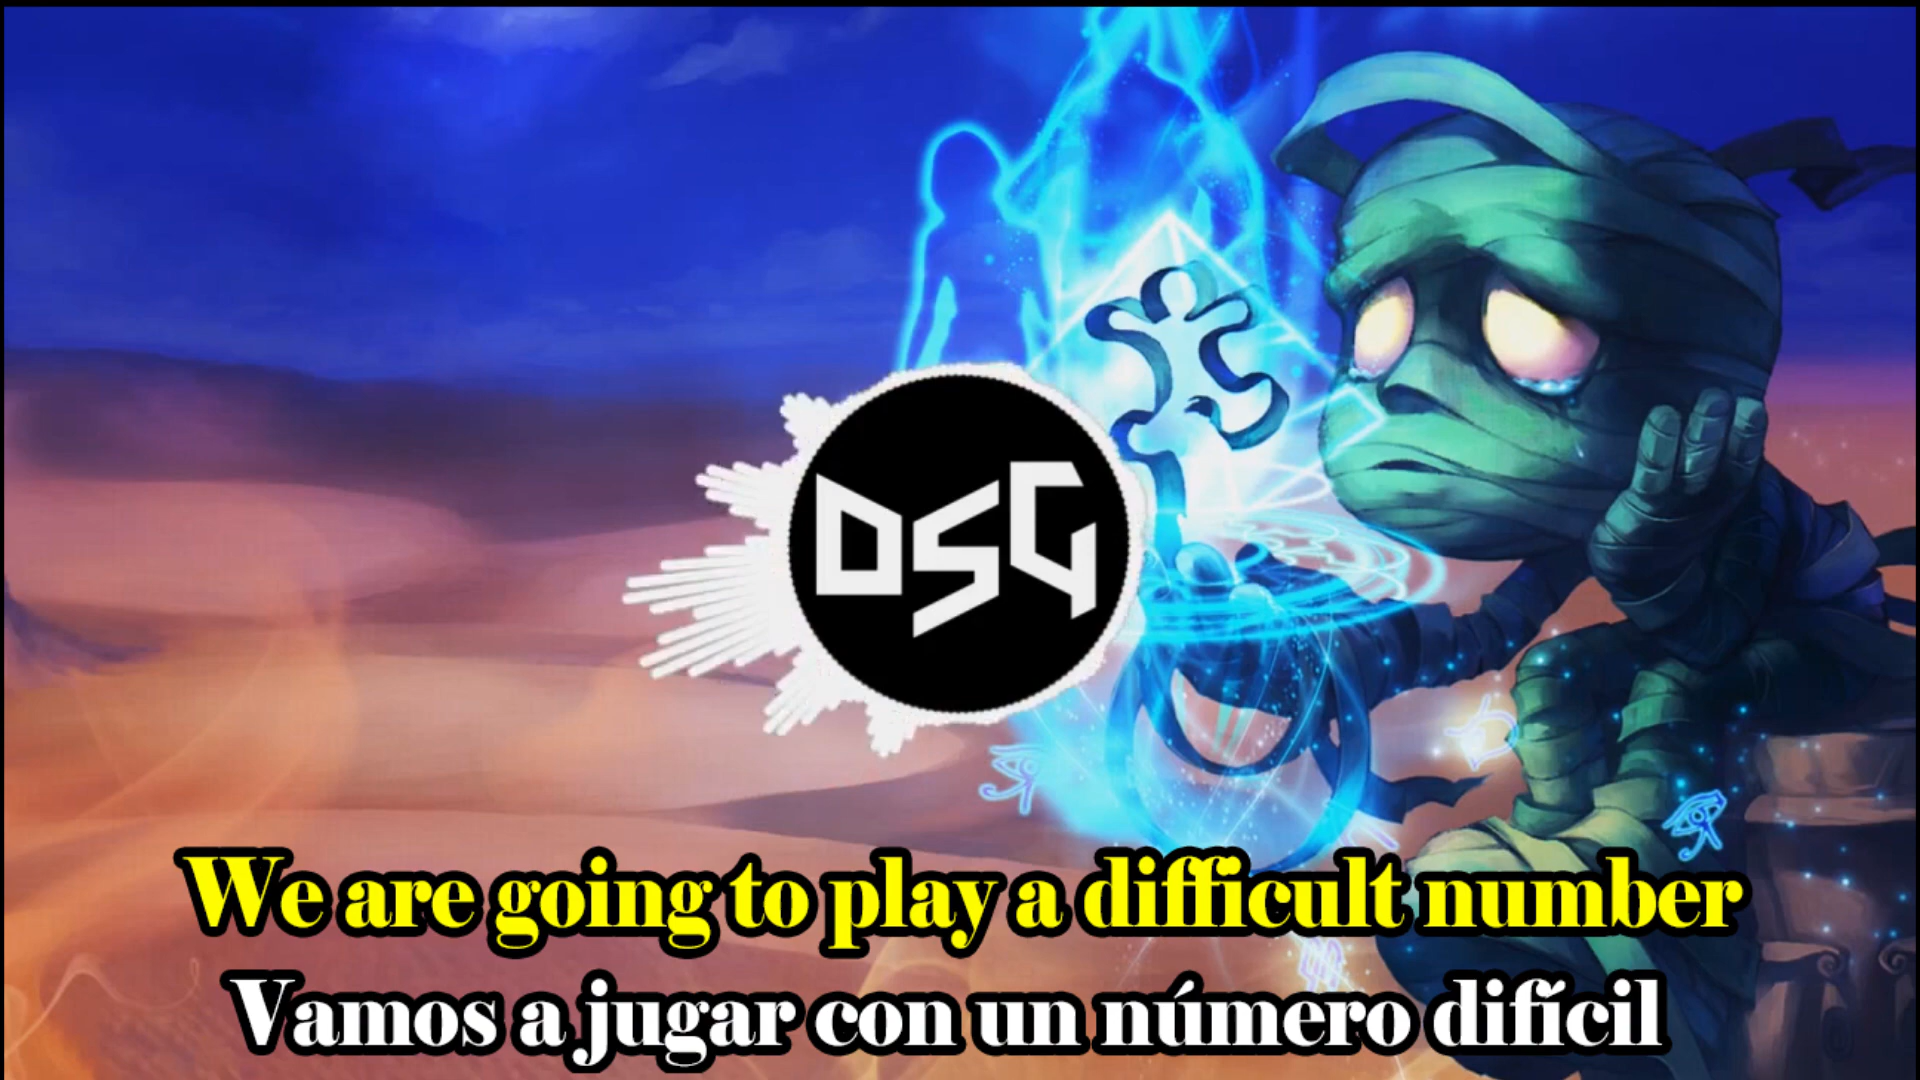 DSG
We are going to play a difficult number
Vamos a jugar con un número difícil